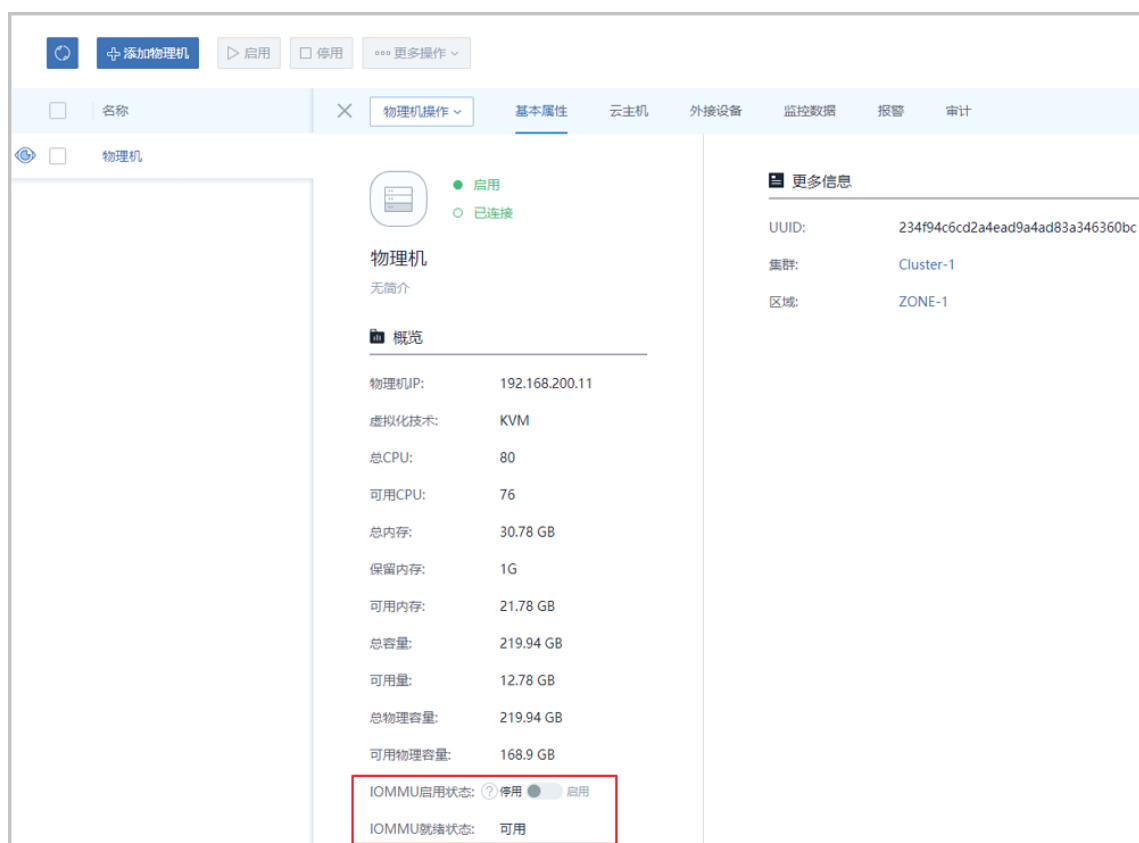 添加物理机 启用 停用 更多操作
名称 物理机操作 基本属性 云主机 外接设备 监控数据 报警 审计
物理机
启用
已连接
物理机
无简介
概览
物理机IP: 192.168.200.11
虚拟化技术: KVM
总CPU: 80
可用CPU: 76
总内存: 30.78 GB
保留内存: 1G
可用内存: 21.78 GB
总容量: 219.94 GB
可用量: 12.78 GB
总物理容量: 219.94 GB
可用物理容量: 168.9 GB
IOMMU启用状态: ? 停用 启用
IOMMU就绪状态: 可用
更多信息
UUID: 234f94c6cd2a4ead9a4ad83a346360bc
集群: Cluster-1
区域: ZONE-1